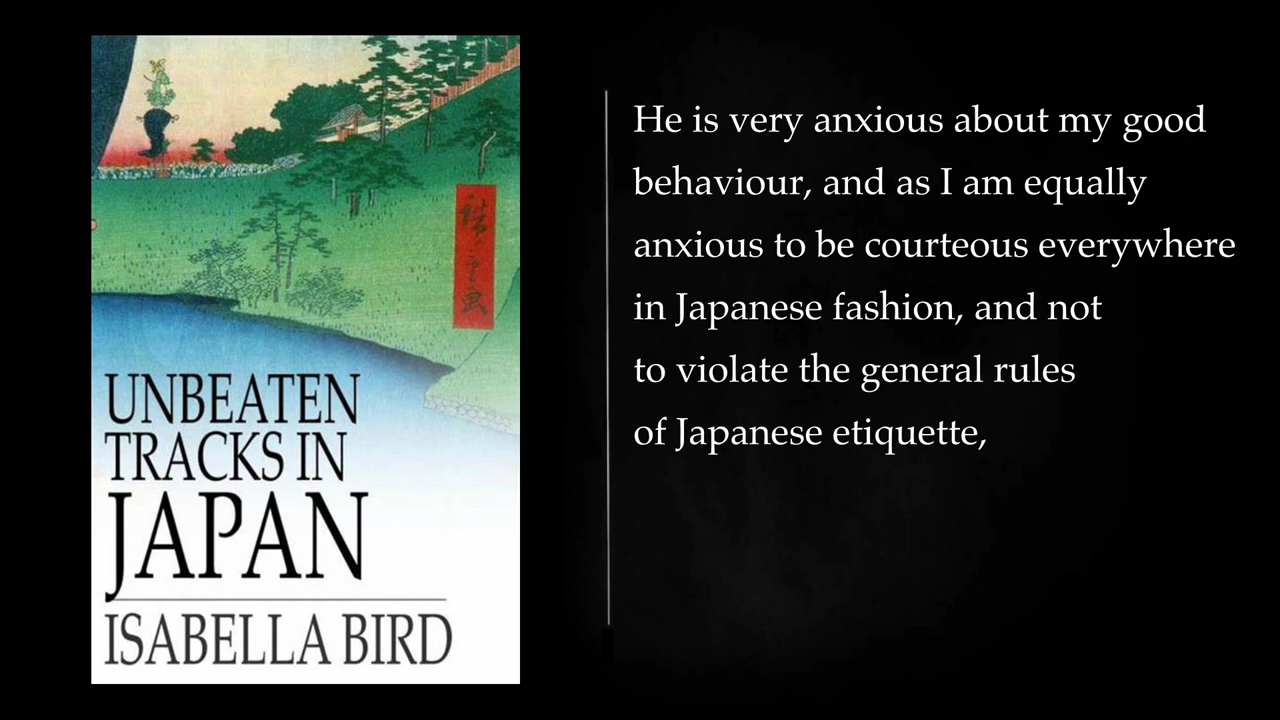 UNBEATEN
TRACKS IN
JAPAN
ISABELLA BIRD
He is very anxious about my good
behaviour, and as I am equally
anxious to be courteous everywhere
in Japanese fashion, and not
to violate the general rules
of Japanese etiquette,